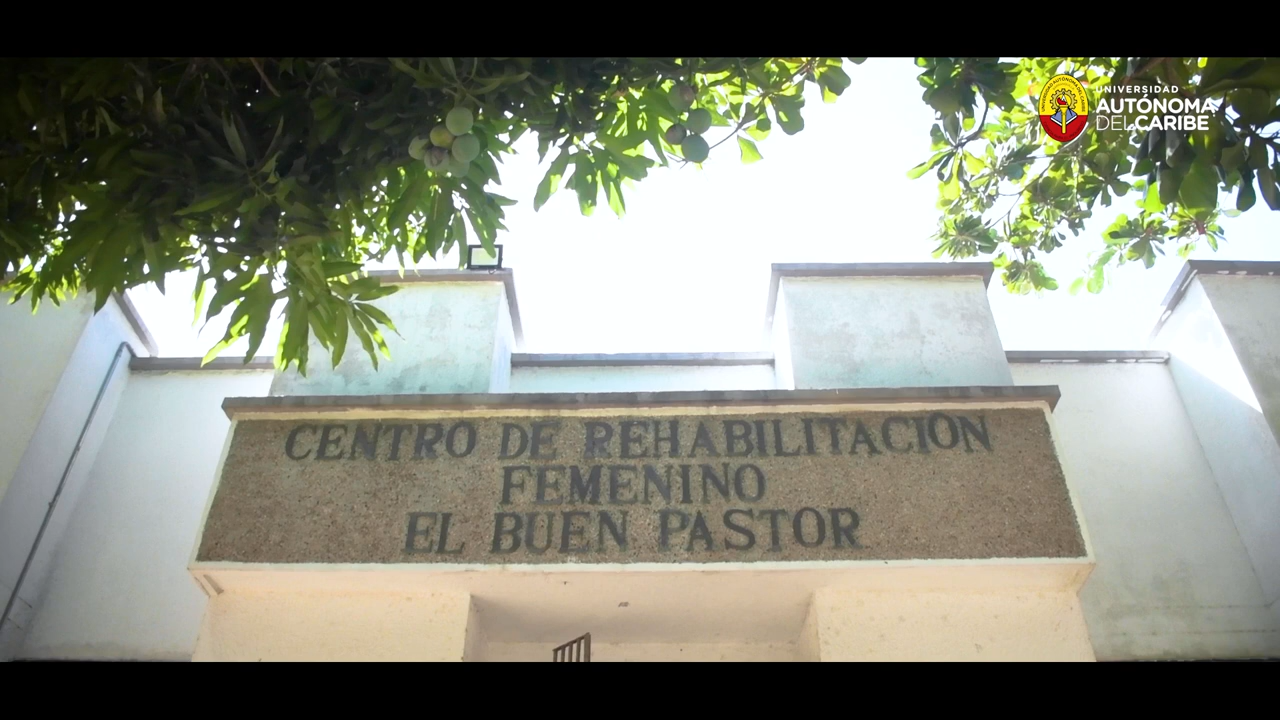 UNIVERSIDAD
AUTÓNOMA
DEL CARIBE
CENTRO DE REHABILITACION
FEMENINO
EL BUEN PASTOR